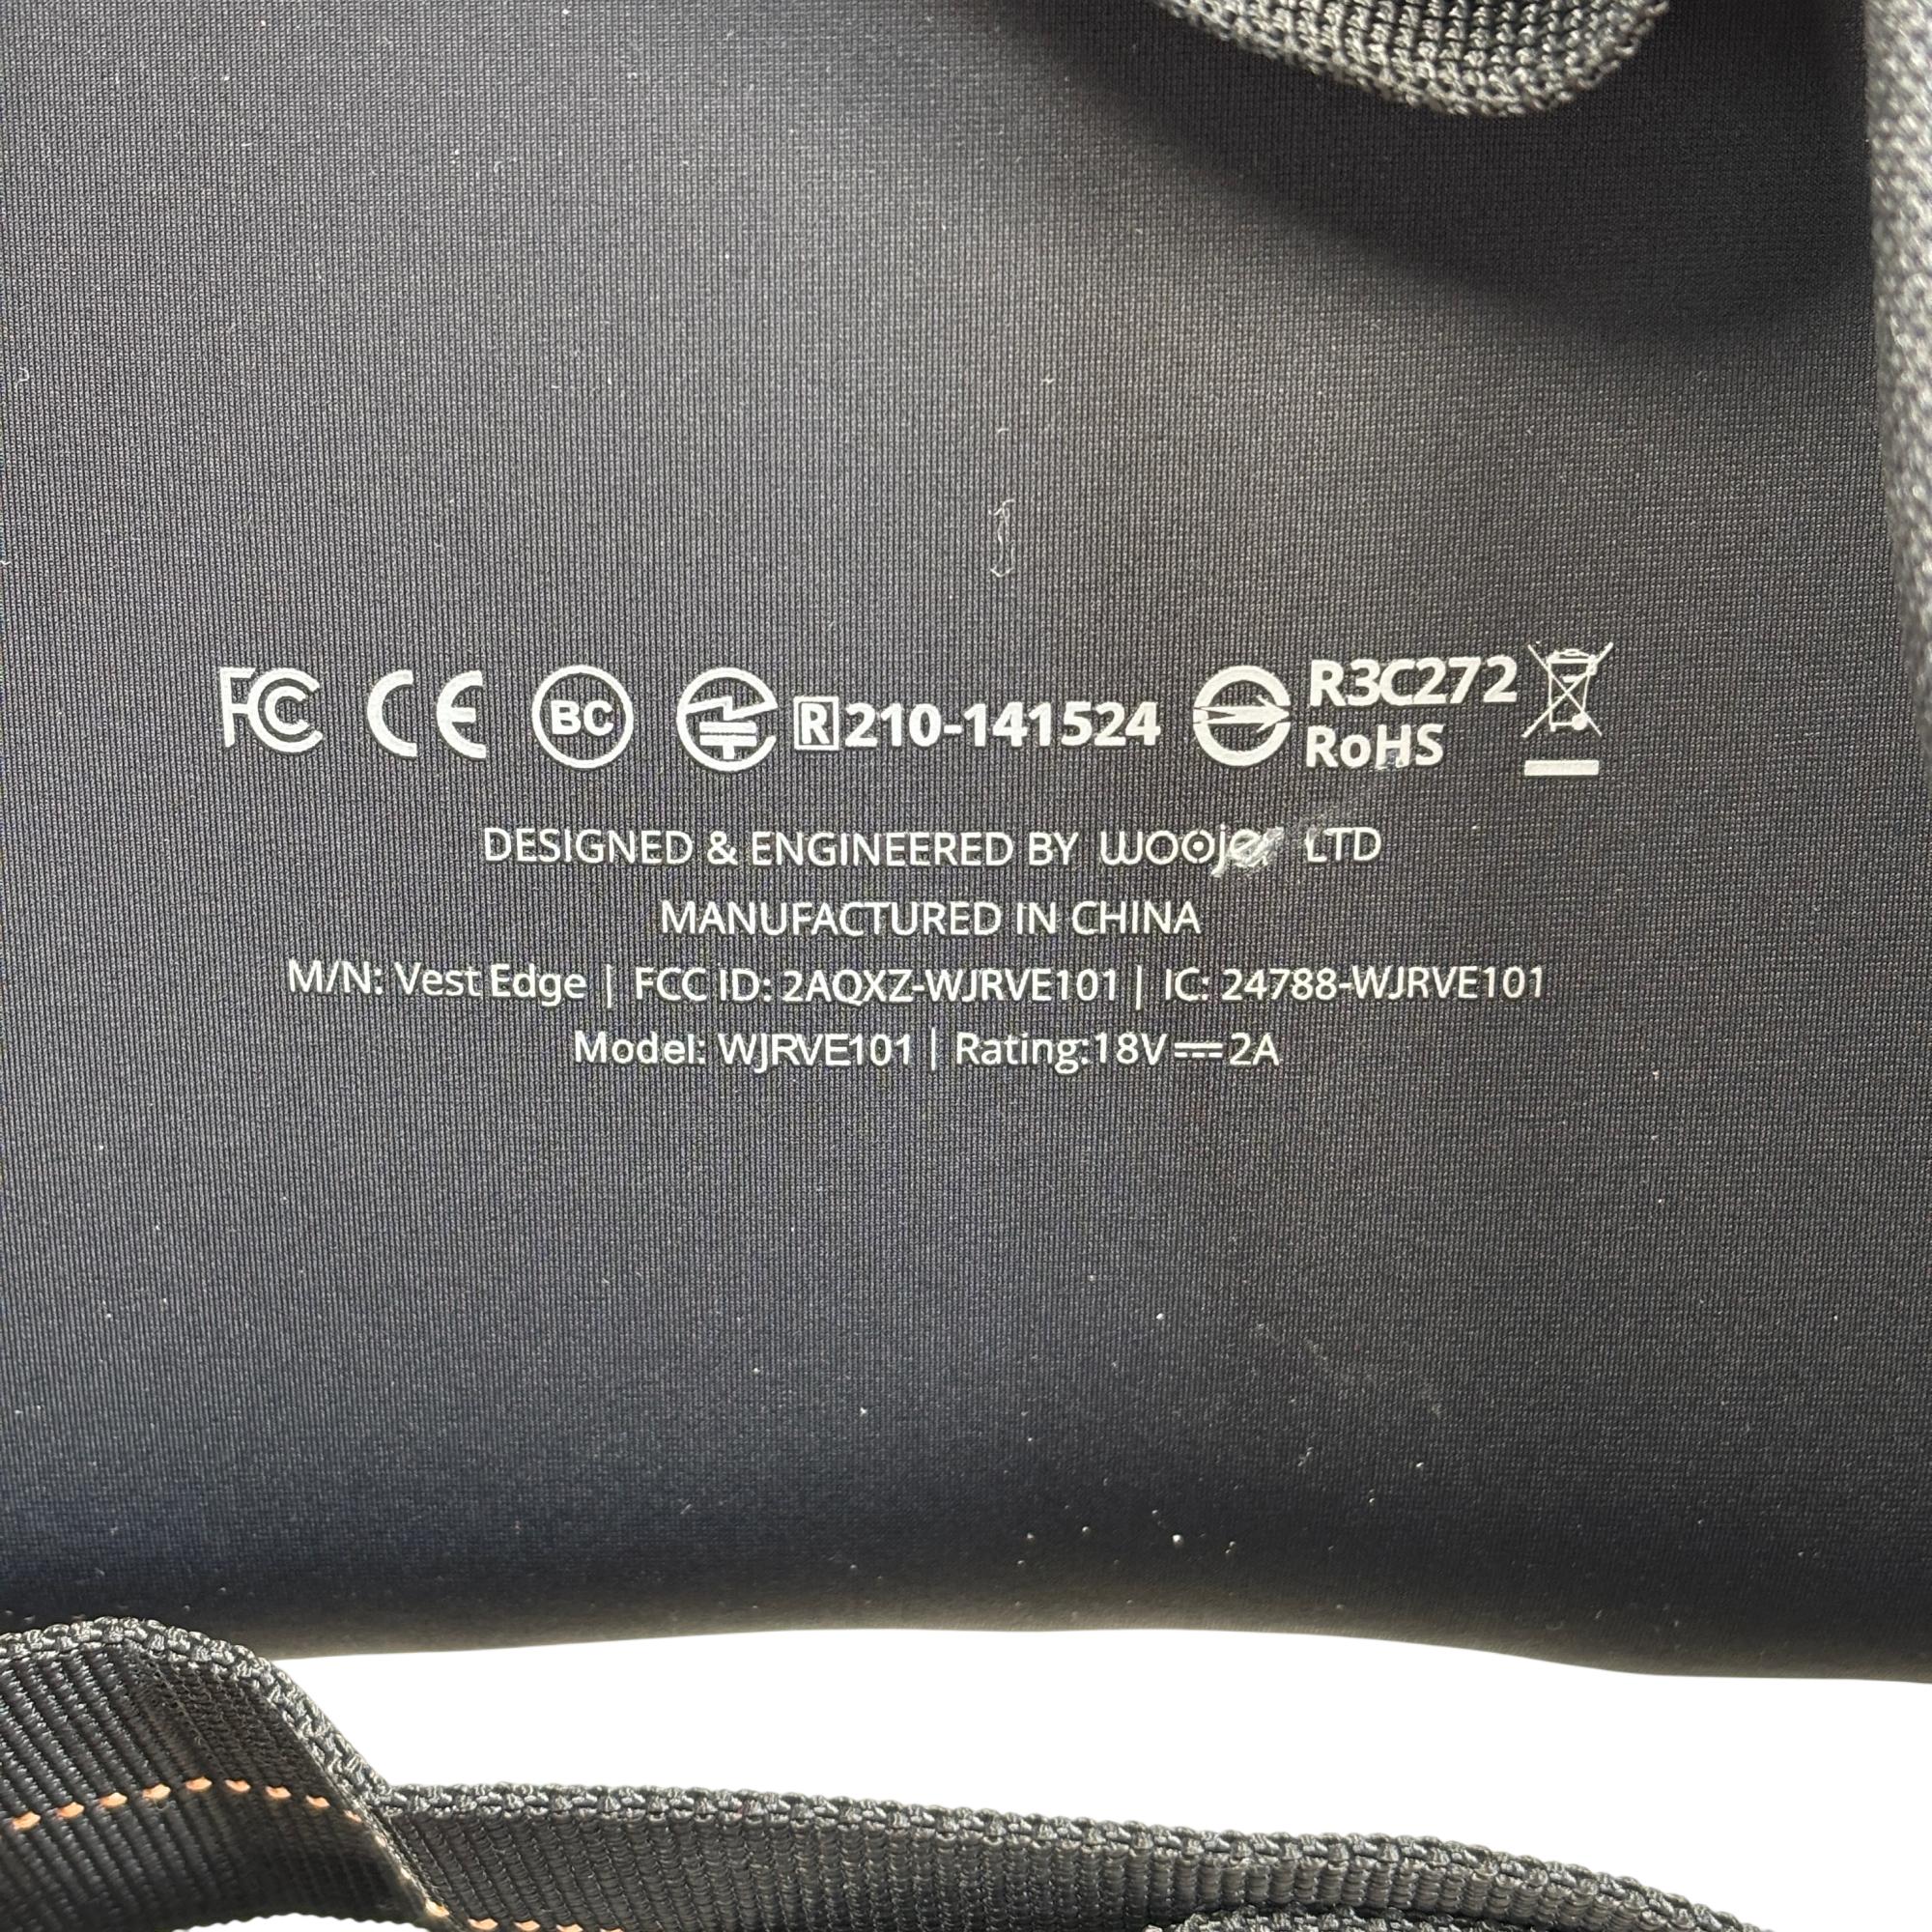 FC CE BC R 210-141524 R3C272
RoHS
DESIGNED & ENGINEERED BY woojer LTD
MANUFACTURED IN CHINA
M/N: Vest Edge | FCC ID: 2AQXZ-WJRVE101 | IC: 24788-WJRVE101
Model: WJRVE101 | Rating:18V⎓2A